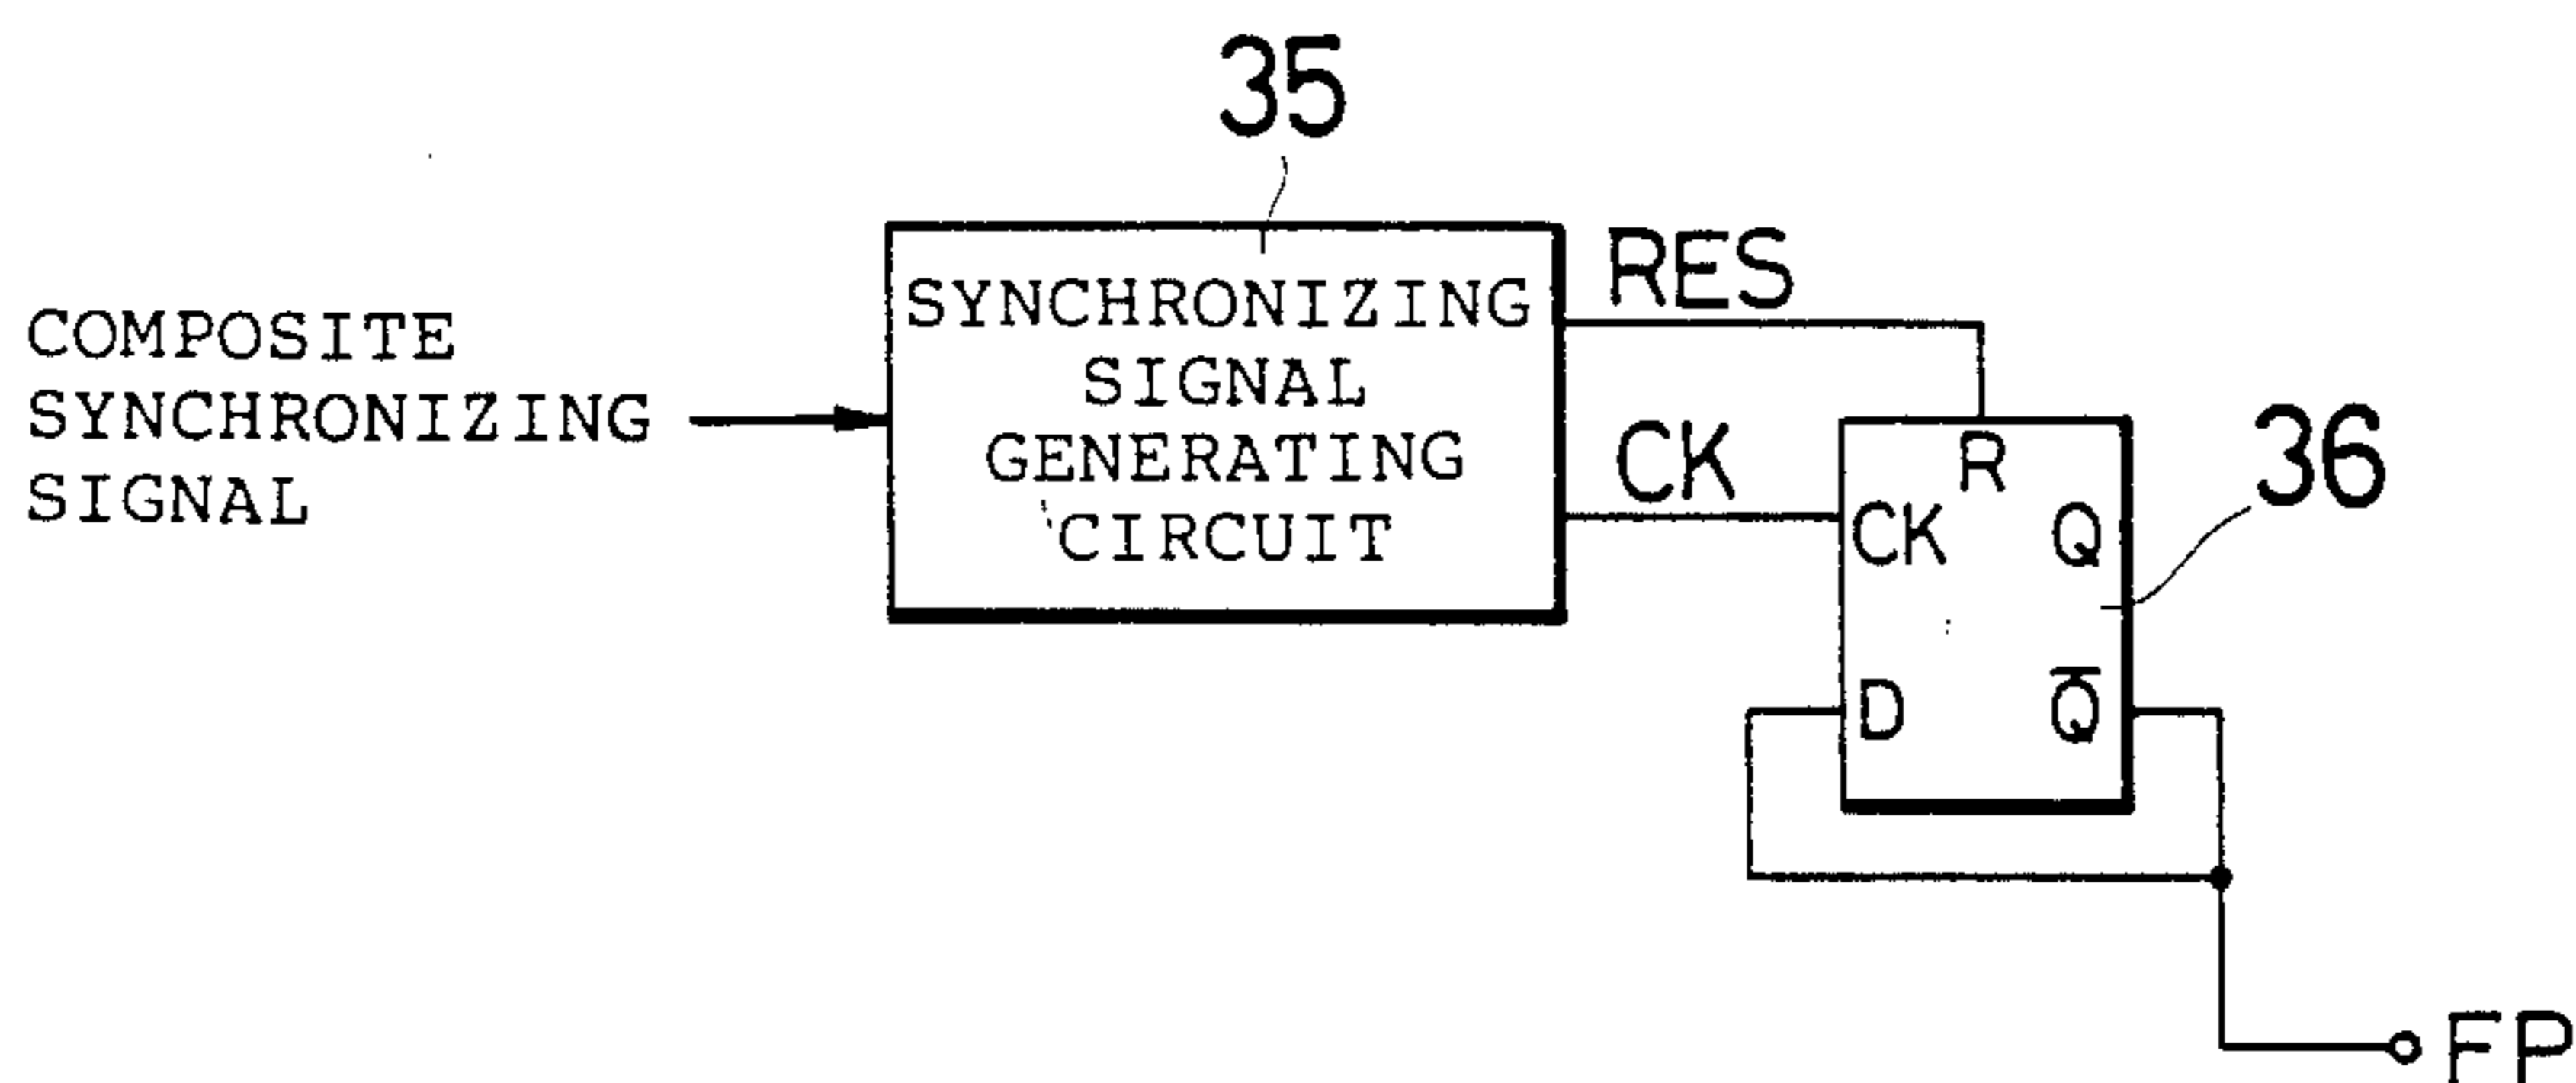 35
COMPOSITE
SYNCHRONIZING
SIGNAL
SYNCHRONIZING
SIGNAL
GENERATING
CIRCUIT
RES
CK
36
R
CK
Q
D
Q̅
FP